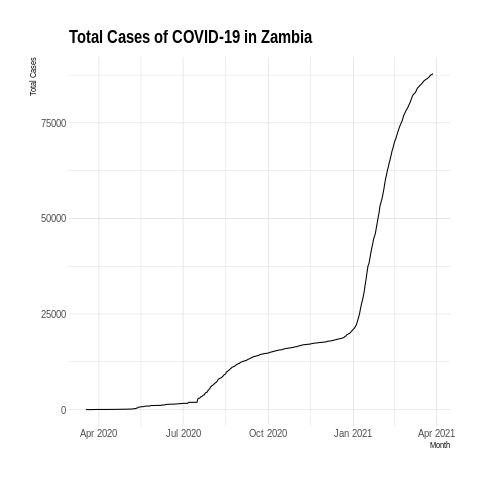 Total Cases of COVID-19 in Zambia
Total Cases
75000
50000
25000
0
Apr 2020 Jul 2020 Oct 2020 Jan 2021 Apr 2021
Month